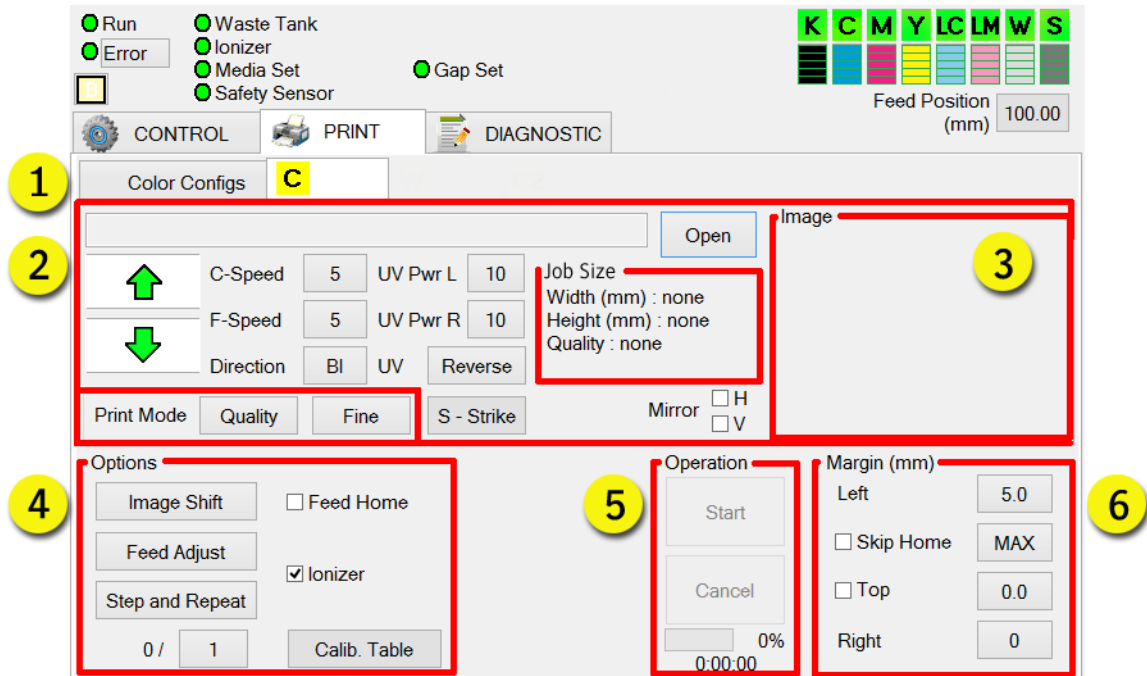 Run
Waste Tank
Error
Ionizer
Media Set
Gap Set
Safety Sensor
K C M Y LC LM W S
Feed Position
(mm)
100.00
CONTROL
PRINT
DIAGNOSTIC
1
Color Configs
C
2
Open
C-Speed 5 UV Pwr L 10
F-Speed 5 UV Pwr R 10
Direction BI UV Reverse
Print Mode Quality Fine S - Strike
Job Size
Width (mm) : none
Height (mm) : none
Quality : none
Mirror
H
V
Image
3
4
Options
Image Shift
Feed Home
Feed Adjust
Ionizer
Step and Repeat
0 / 1
Calib. Table
5
Operation
Start
Cancel
0%
0:00:00
Margin (mm)
Left 5.0
Skip Home MAX
Top 0.0
Right 0
6